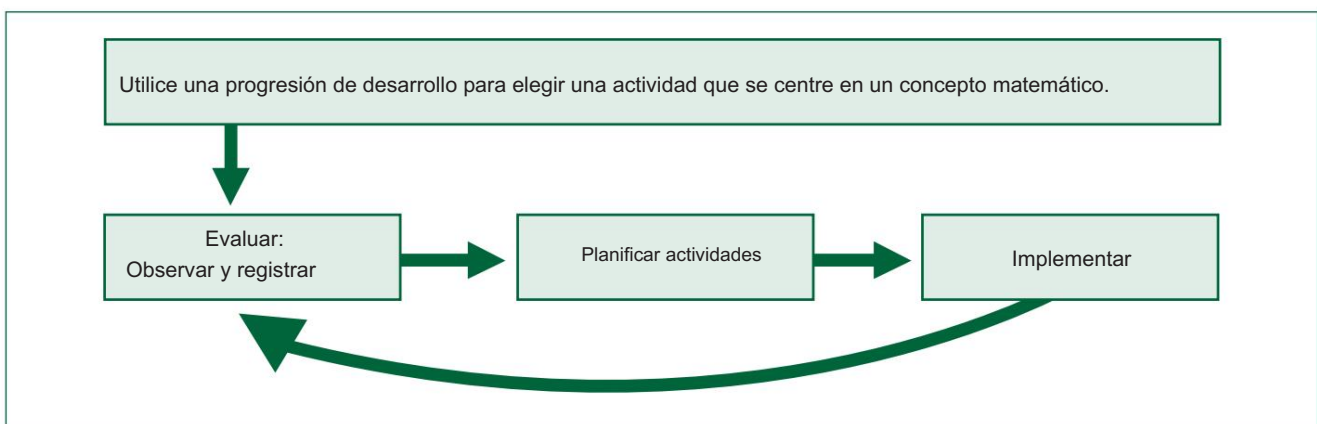 Utilice una progresión de desarrollo para elegir una actividad que se centre en un concepto matemático.
Evaluar:
Observar y registrar
Planificar actividades
Implementar